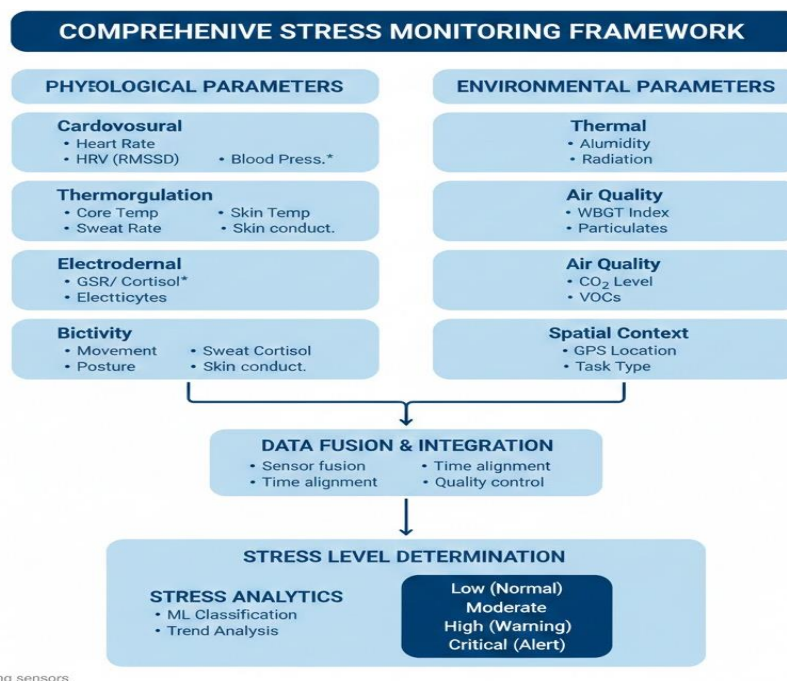 COMPREHENIVE STRESS MONITORING FRAMEWORK
PHYEOLOGICAL PARAMETERS
Cardovosural
• Heart Rate
• HRV (RMSSD) • Blood Press.*
Thermorgulation
• Core Temp • Skin Temp
• Sweat Rate • Skin conduct.
Electrodernal
• GSR/ Cortisol*
• Electticytes
Bictivity
• Movement • Sweat Cortisol
• Posture • Skin conduct.
ENVIRONMENTAL PARAMETERS
Thermal
• Alumidity
• Radiation
Air Quality
• WBGT Index
• Particulates
Air Quality
• CO₂ Level
• VOCs
Spatial Context
• GPS Location
• Task Type
DATA FUSION & INTEGRATION
• Sensor fusion • Time alignment
• Time alignment • Quality control
STRESS LEVEL DETERMINATION
STRESS ANALYTICS
• ML Classification
• Trend Analysis
Low (Normal)
Moderate
High (Warning)
Critical (Alert)
sensors